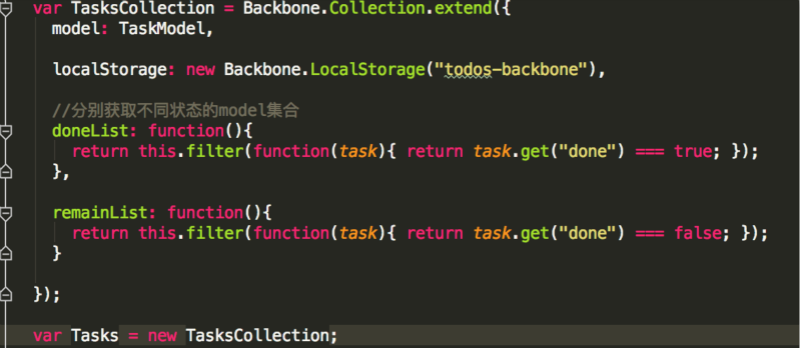 var TasksCollection = Backbone.Collection.extend({
model: TaskModel,
localStorage: new Backbone.LocalStorage("todos-backbone"),
//分别获取不同状态的model集合
doneList: function(){
return this.filter(function(task){ return task.get("done") === true; });
},
remainList: function(){
return this.filter(function(task){ return task.get("done") === false; });
}
});
var Tasks = new TasksCollection;